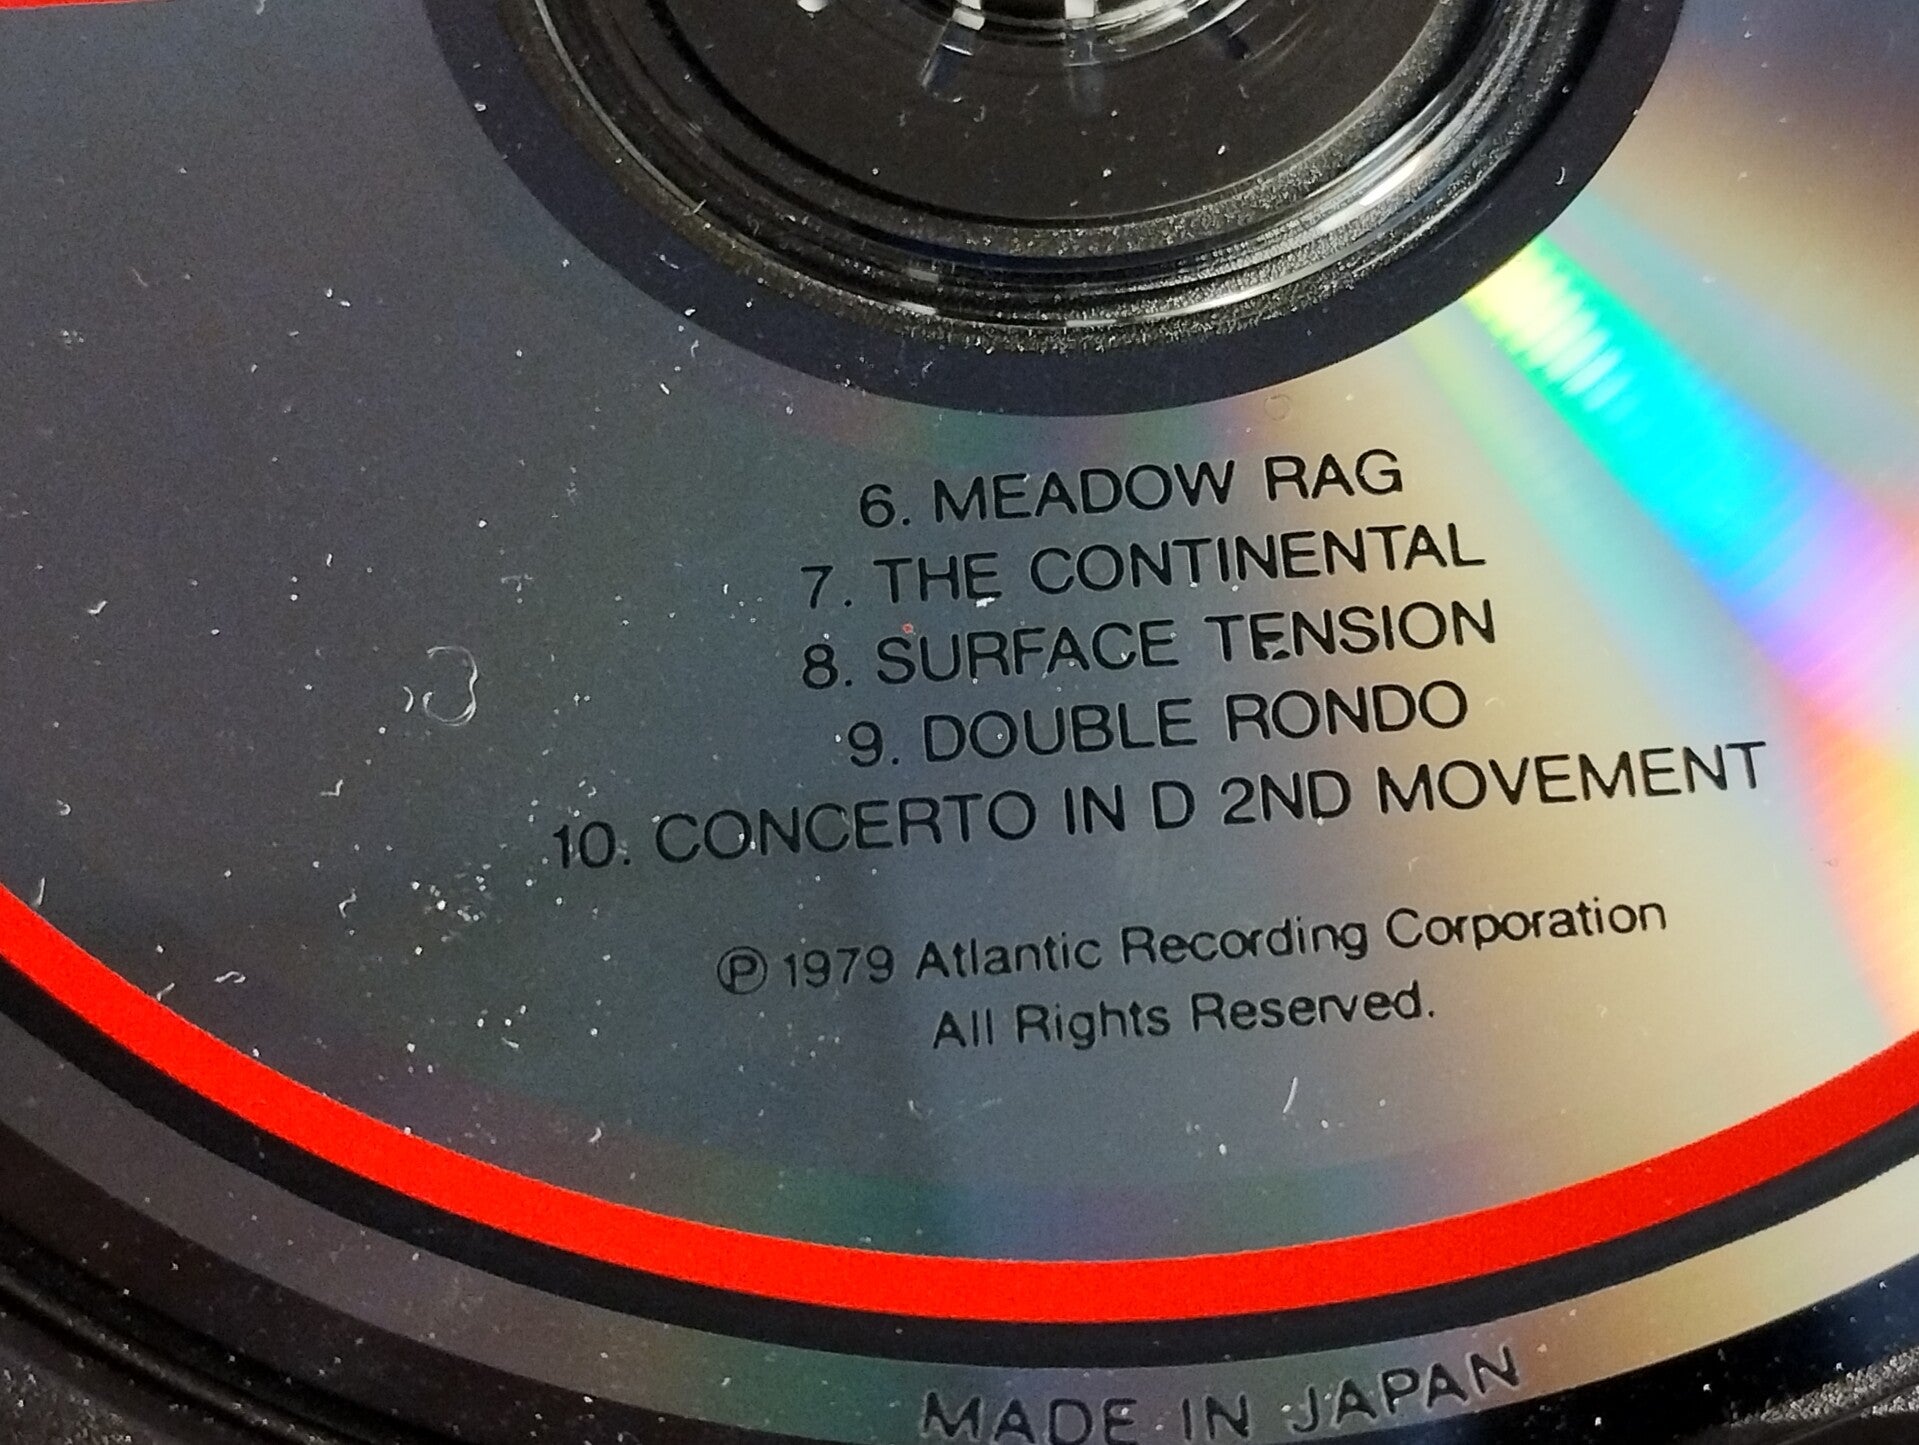 6. MEADOW RAG
7. THE CONTINENTAL
8. SURFACE TENSION
9. DOUBLE RONDO
10. CONCERTO IN D 2ND MOVEMENT
℗ 1979 Atlantic Recording Corporation
All Rights Reserved.
MADE IN JAPAN